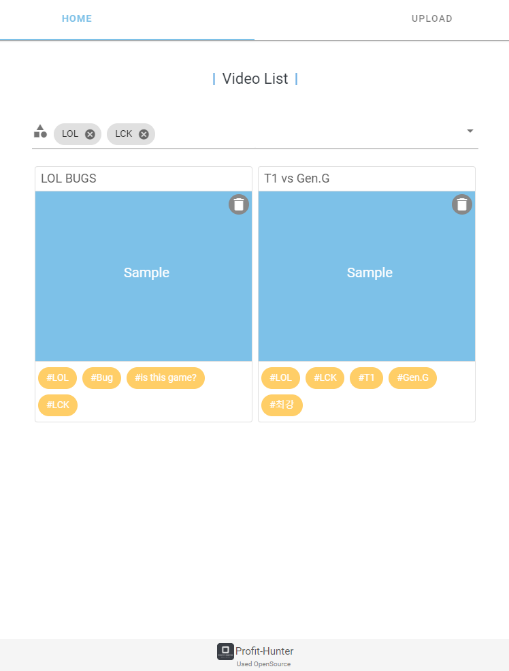 HOME UPLOAD
| Video List |
LOL LCK
LOL BUGS T1 vs Gen.G
Sample Sample
#LOL #Bug #is this game? #LOL #LCK #T1 #Gen.G
#LCK #최강
Profit-Hunter
Used OpenSource